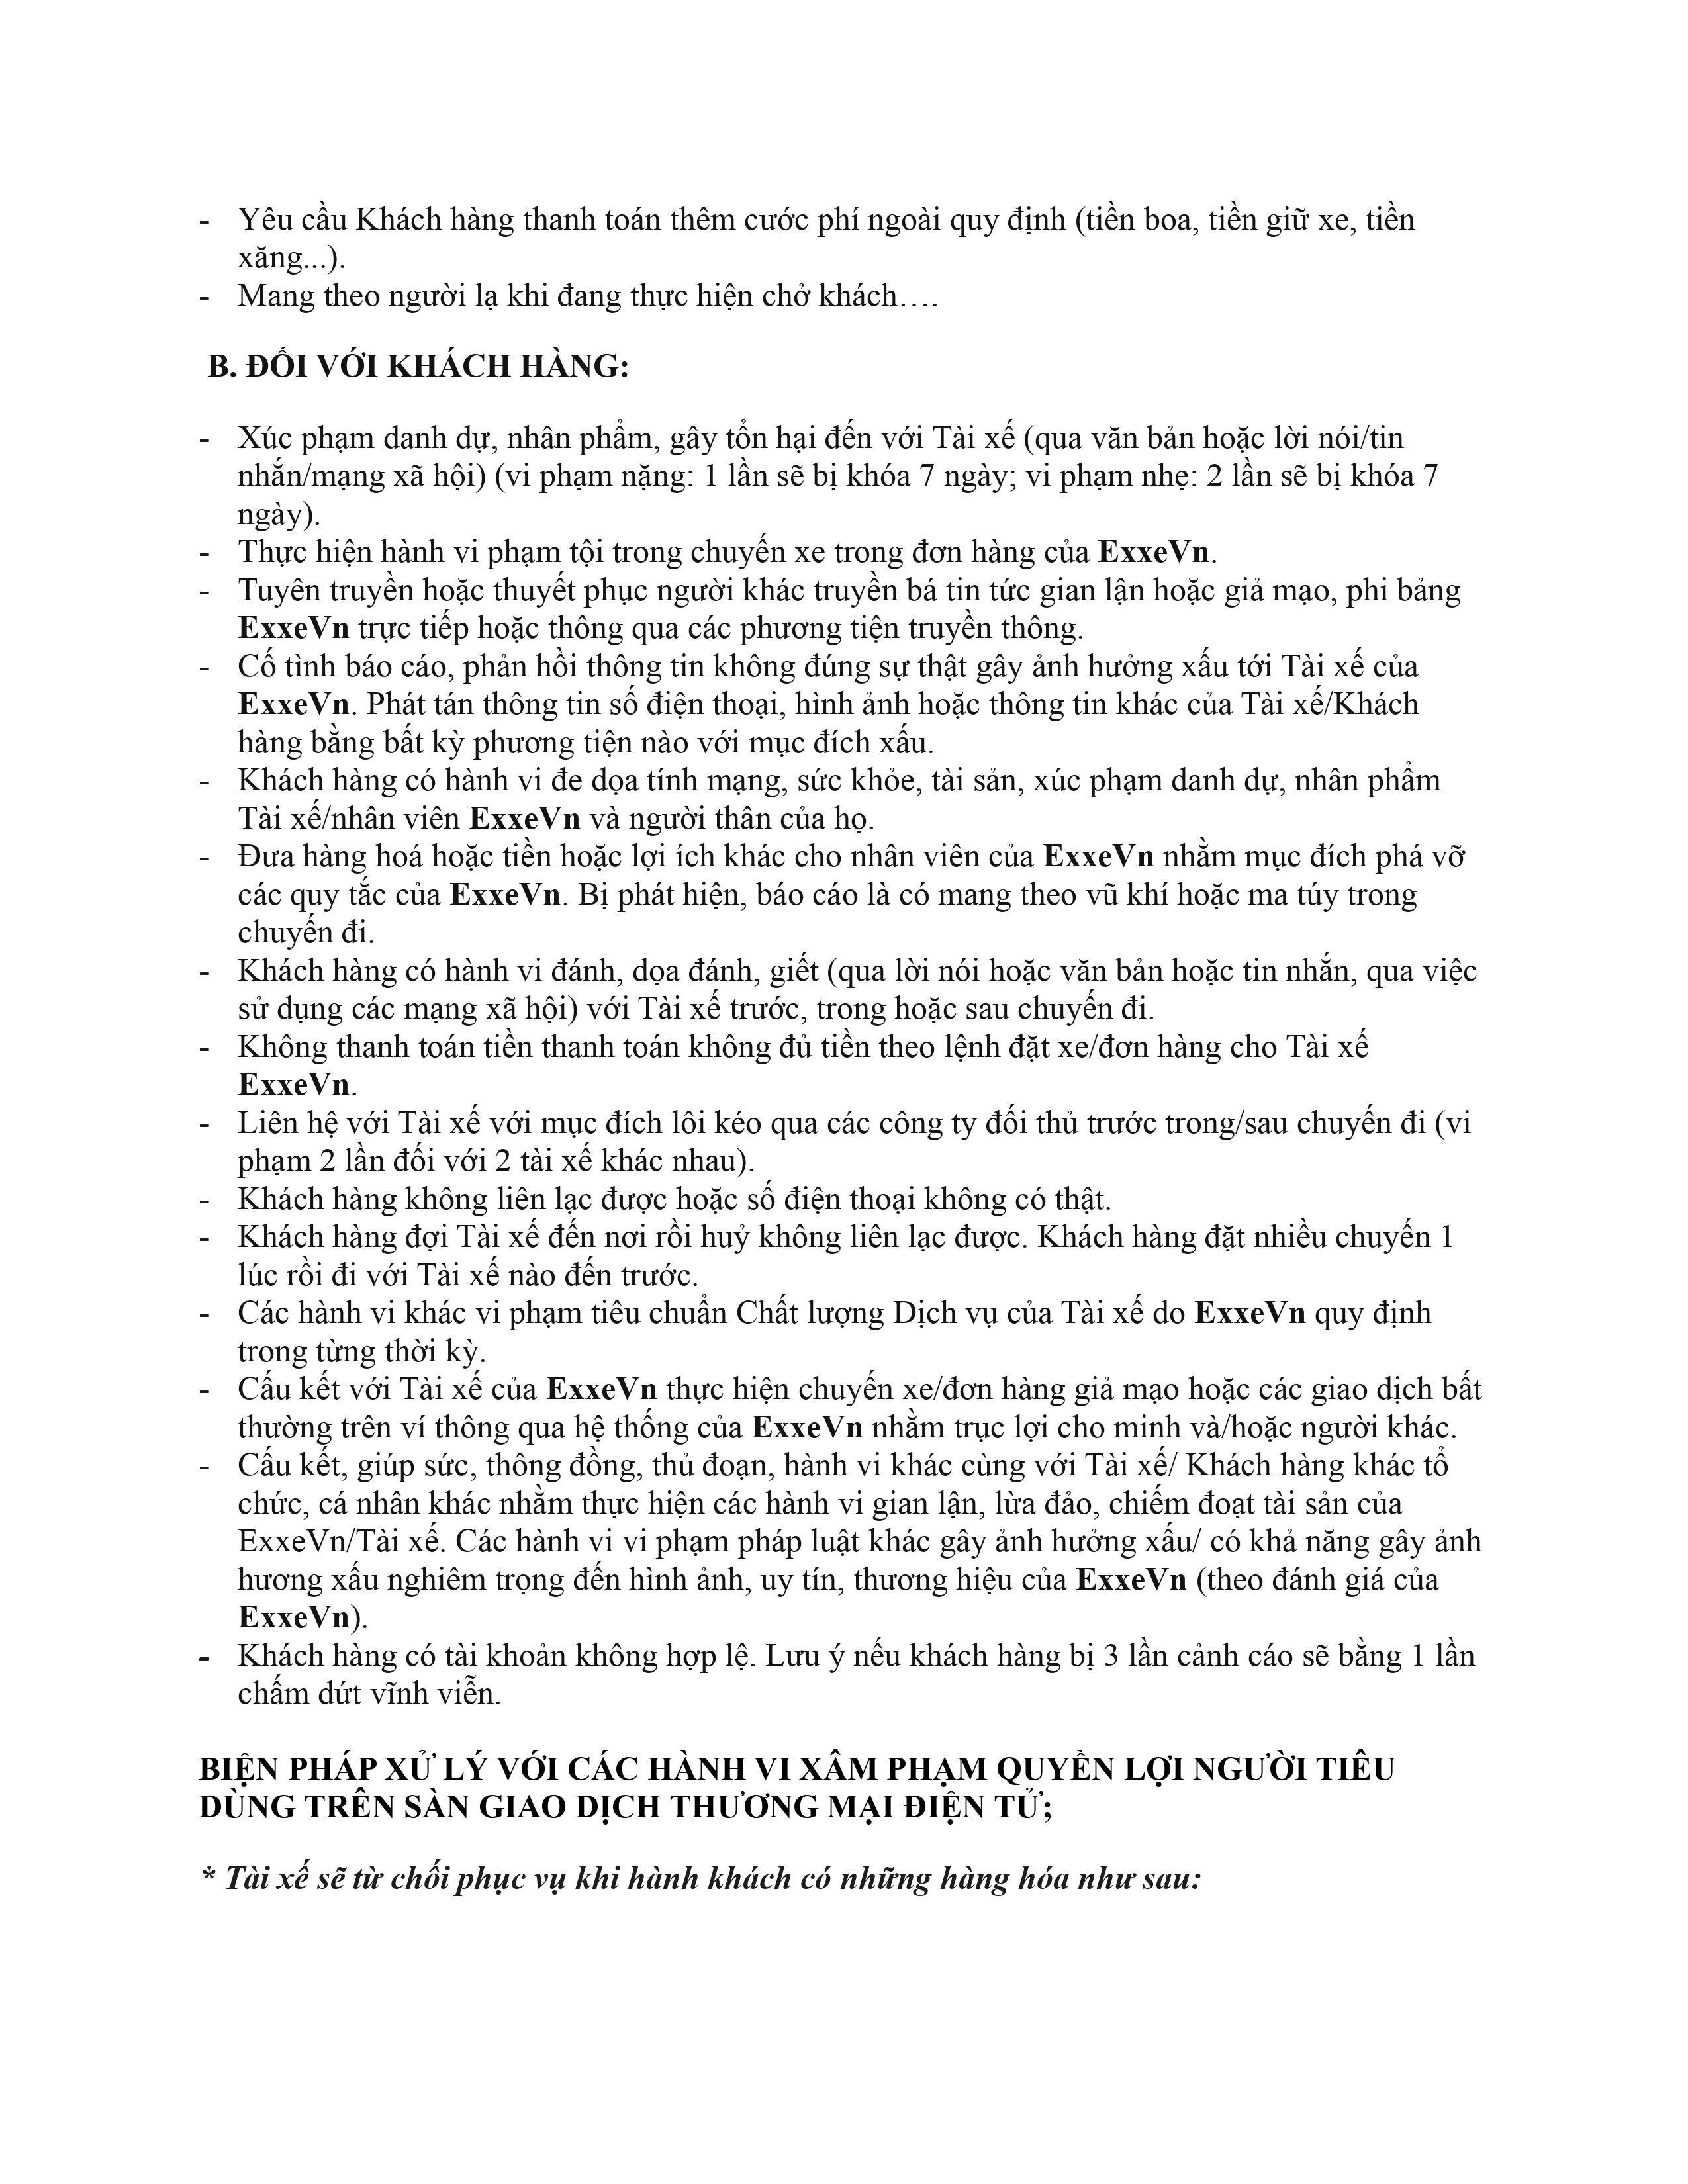 - Yêu cầu Khách hàng thanh toán thêm cước phí ngoài quy định (tiền boa, tiền giữ xe, tiền
xăng...).
- Mang theo người lạ khi đang thực hiện chở khách….
B. ĐỐI VỚI KHÁCH HÀNG:
- Xúc phạm danh dự, nhân phẩm, gây tổn hại đến với Tài xế (qua văn bản hoặc lời nói/tin
nhắn/mạng xã hội) (vi phạm nặng: 1 lần sẽ bị khóa 7 ngày; vi phạm nhẹ: 2 lần sẽ bị khóa 7
ngày).
- Thực hiện hành vi phạm tội trong chuyến xe trong đơn hàng của ExxeVn.
- Tuyên truyền hoặc thuyết phục người khác truyền bá tin tức gian lận hoặc giả mạo, phi bảng
ExxeVn trực tiếp hoặc thông qua các phương tiện truyền thông.
- Cố tình báo cáo, phản hồi thông tin không đúng sự thật gây ảnh hưởng xấu tới Tài xế của
ExxeVn. Phát tán thông tin số điện thoại, hình ảnh hoặc thông tin khác của Tài xế/Khách
hàng bằng bất kỳ phương tiện nào với mục đích xấu.
- Khách hàng có hành vi đe dọa tính mạng, sức khỏe, tài sản, xúc phạm danh dự, nhân phẩm
Tài xế/nhân viên ExxeVn và người thân của họ.
- Đưa hàng hoá hoặc tiền hoặc lợi ích khác cho nhân viên của ExxeVn nhằm mục đích phá vỡ
các quy tắc của ExxeVn. Bị phát hiện, báo cáo là có mang theo vũ khí hoặc ma túy trong
chuyến đi.
- Khách hàng có hành vi đánh, dọa đánh, giết (qua lời nói hoặc văn bản hoặc tin nhắn, qua việc
sử dụng các mạng xã hội) với Tài xế trước, trong hoặc sau chuyến đi.
- Không thanh toán tiền thanh toán không đủ tiền theo lệnh đặt xe/đơn hàng cho Tài xế
ExxeVn.
- Liên hệ với Tài xế với mục đích lôi kéo qua các công ty đối thủ trước trong/sau chuyến đi (vi
phạm 2 lần đối với 2 tài xế khác nhau).
- Khách hàng không liên lạc được hoặc số điện thoại không có thật.
- Khách hàng đợi Tài xế đến nơi rồi huỷ không liên lạc được. Khách hàng đặt nhiều chuyến 1
lúc rồi đi với Tài xế nào đến trước.
- Các hành vi khác vi phạm tiêu chuẩn Chất lượng Dịch vụ của Tài xế do ExxeVn quy định
trong từng thời kỳ.
- Cấu kết với Tài xế của ExxeVn thực hiện chuyến xe/đơn hàng giả mạo hoặc các giao dịch bất
thường trên ví thông qua hệ thống của ExxeVn nhằm trục lợi cho minh và/hoặc người khác.
- Cấu kết, giúp sức, thông đồng, thủ đoạn, hành vi khác cùng với Tài xế/ Khách hàng khác tổ
chức, cá nhân khác nhằm thực hiện các hành vi gian lận, lừa đảo, chiếm đoạt tài sản của
ExxeVn/Tài xế. Các hành vi vi phạm pháp luật khác gây ảnh hưởng xấu/ có khả năng gây ảnh
hương xấu nghiêm trọng đến hình ảnh, uy tín, thương hiệu của ExxeVn (theo đánh giá của
ExxeVn).
- Khách hàng có tài khoản không hợp lệ. Lưu ý nếu khách hàng bị 3 lần cảnh cáo sẽ bằng 1 lần
chấm dứt vĩnh viễn.
BIỆN PHÁP XỬ LÝ VỚI CÁC HÀNH VI XÂM PHẠM QUYỀN LỢI NGƯỜI TIÊU
DÙNG TRÊN SÀN GIAO DỊCH THƯƠNG MẠI ĐIỆN TỬ;
* Tài xế sẽ từ chối phục vụ khi hành khách có những hàng hóa như sau: